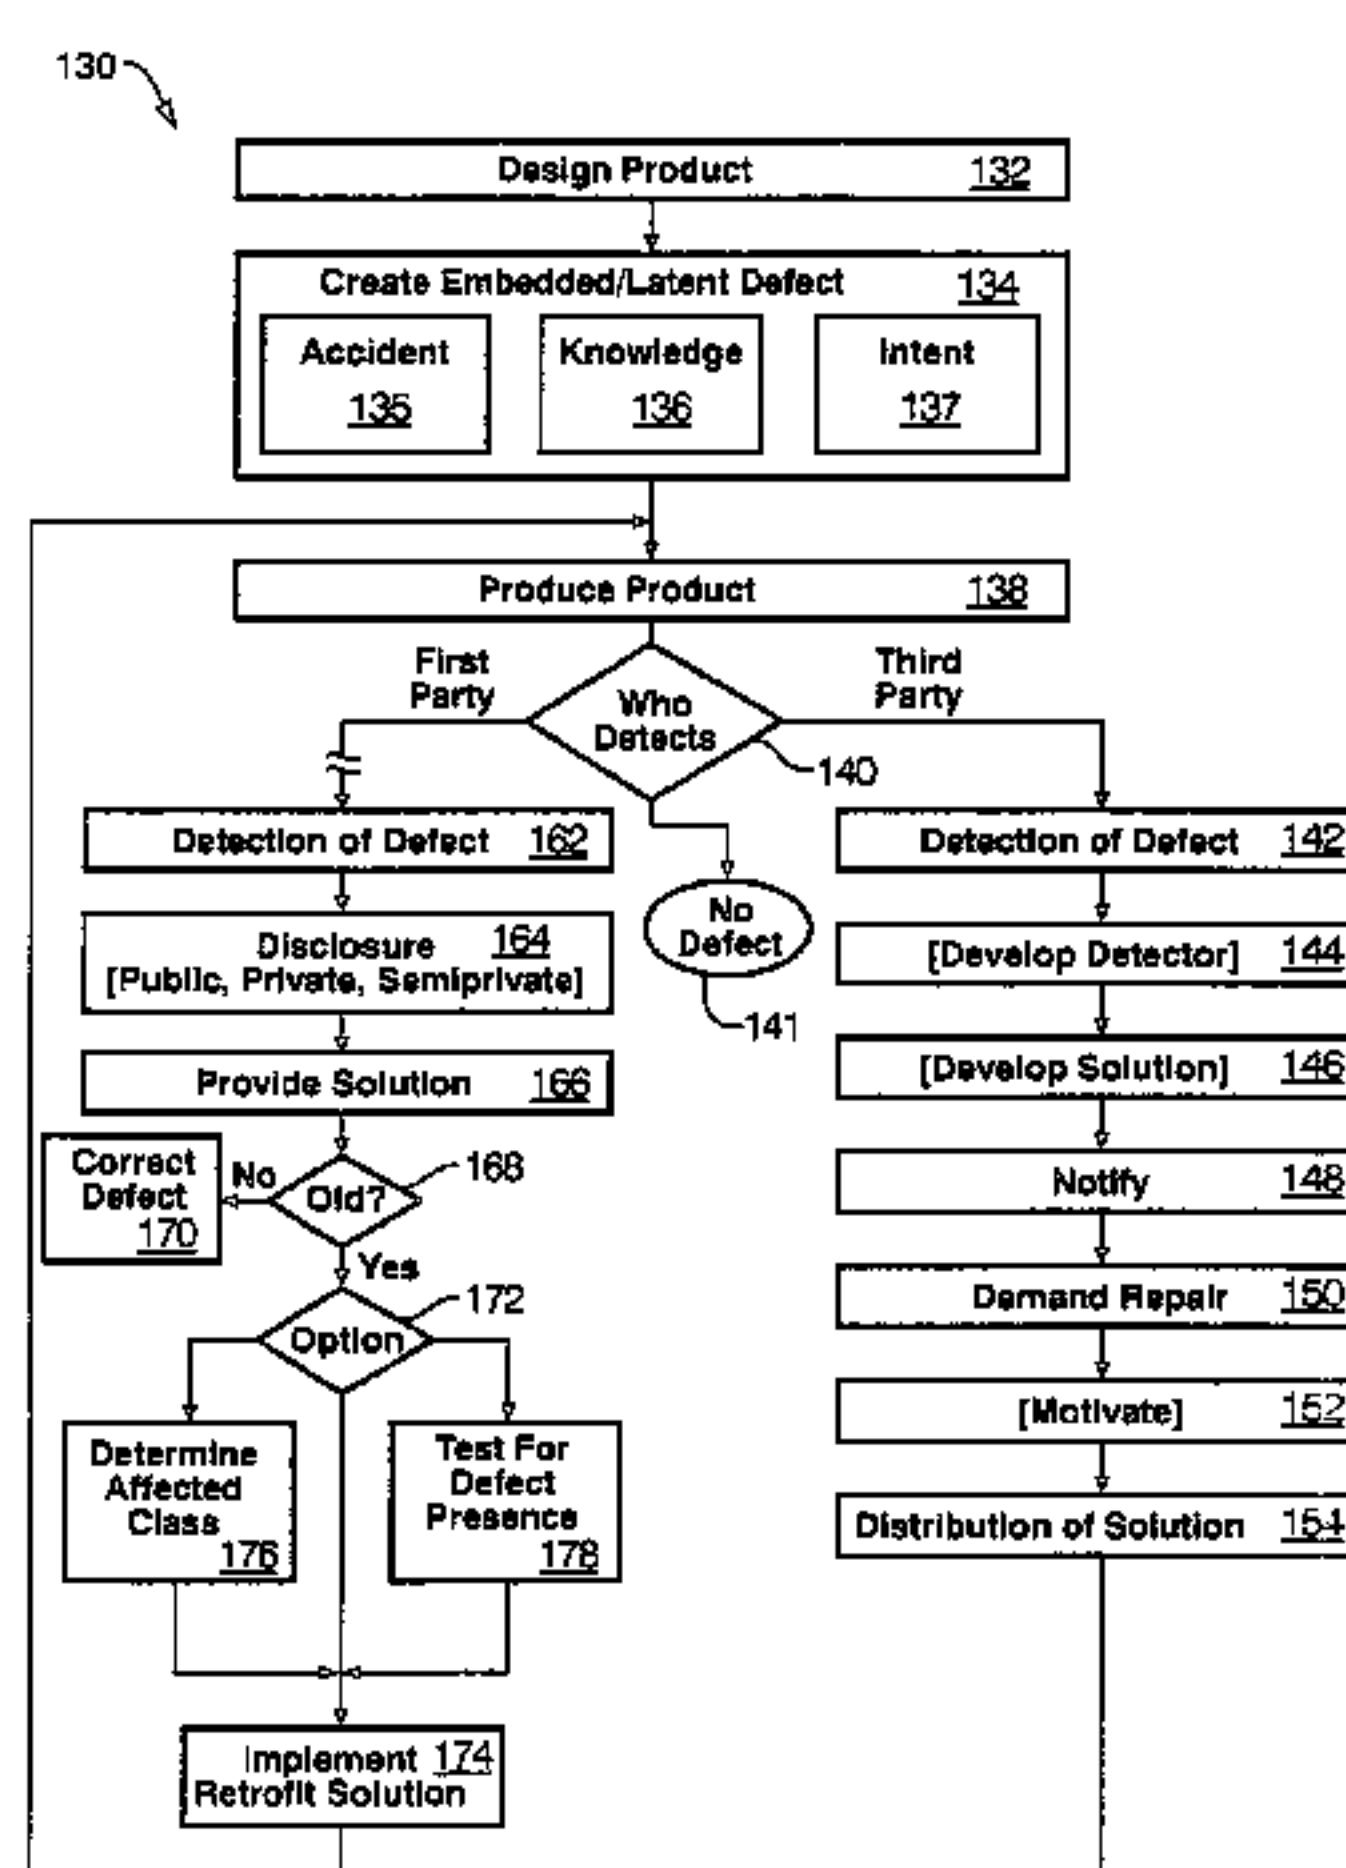 130
Design Product 132
Create Embedded/Latent Defect 134
Accident
135
Knowledge
136
Intent
137
Produce Product 138
First
Party
Third
Party
Who
Detects
140
Detection of Defect 162
Detection of Defect 142
No
Defect
141
Disclosure 164
[Public, Private, Semiprivate]
[Develop Detector] 144
Provide Solution 166
[Develop Solution] 146
Correct
Defect
170
No
Old?
168
Notify 148
Yes
Option
172
Demand Repair 150
Determine
Affected
Class
176
Test For
Defect
Presence
178
[Motivate] 152
Distribution of Solution 154
Implement 174
Retrofit Solution